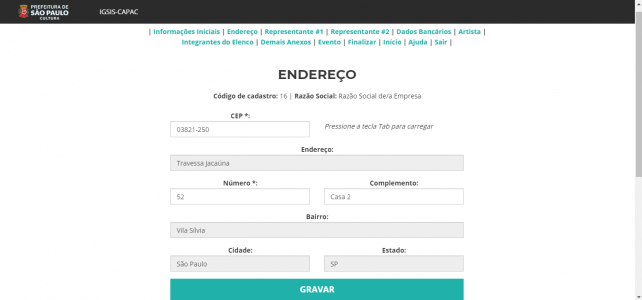 PREFEITURA DE
SÃO PAULO
CULTURA
IGSIS-CAPAC
| Informações Iniciais | Endereço | Representante #1 | Representante #2 | Dados Bancários | Artista |
Integrantes do Elenco | Demais Anexos | Evento | Finalizar | Início | Ajuda | Sair |
ENDEREÇO
Código de cadastro: 16 | Razão Social: Razão Social de/a Empresa
CEP *:
03821-250
Pressione a tecla Tab para carregar
Endereço:
Travessa Jacaúna
Número *:
Complemento:
52
Casa 2
Bairro:
Vila Sílvia
Cidade:
Estado:
São Paulo
SP
GRAVAR